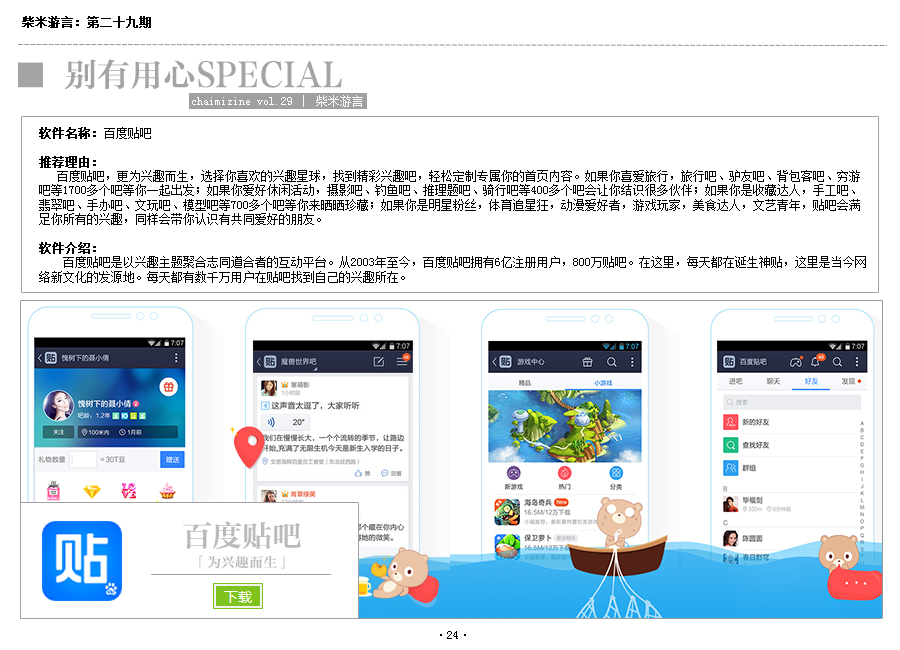 柴米游言：第二十九期
别有用心SPECIAL
chaimizine vol.29 | 柴米游言
软件名称：百度贴吧
推荐理由：
百度贴吧，更为兴趣而生，选择你喜欢的兴趣星球，找到精彩兴趣吧，轻松定制专属你的首页内容。如果你喜爱旅行，旅行吧、驴友吧、背包客吧、穷游
吧等1700多个吧等你一起出发；如果你爱好休闲活动，摄影吧、钓鱼吧、推理题吧、骑行吧等400多个吧会让你结识很多伙伴；如果你是收藏达人，手工吧、
翡翠吧、手办吧、文玩吧、模型吧等700多个吧等你来晒晒珍藏；如果你是明星粉丝，体育追星狂，动漫爱好者，游戏玩家，美食达人，文艺青年，贴吧会满
足你所有的兴趣，同样会带你认识有共同爱好的朋友。
软件介绍：
百度贴吧是以兴趣主题聚合志同道合者的互动平台。从2003年至今，百度贴吧拥有6亿注册用户，800万贴吧。在这里，每天都在诞生神贴，这里是当今网
络新文化的发源地。每天都有数千万用户在贴吧找到自己的兴趣所在。
7:07
贴 愧树下的聂小倩
愧树下的聂小倩
吧龄：1.2年
关注 100米内 1月前
礼物数量 = 30T豆 赠送
7:07
贴 魔兽世界吧
寒萌影
1小时前
这声音太逗了，大家听听
20"
我们在慢慢长大，一个个流转的季节，让路边
开始,充满了无限生机今天是新生入学的日子。
赞 回复
青草绿英
那个藏在你内心
7:07
贴 游戏中心
精品 小游戏
新游戏 热门 分类
海岛奇兵 New
16.5M/12万下载
保卫萝卜
16.5M/12万下载
7:07
贴 百度贴吧
进吧 聊天 好友 发现
搜索
新的好友
查找好友
群组
B
毕福剑
320m 6分钟前
C
陈圆圆
春日野穹
A
B
C
D
E
F
G
H
I
J
K
L
M
N
O
P
Q
R
贴
百度贴吧
「为兴趣而生」
下载
·24·